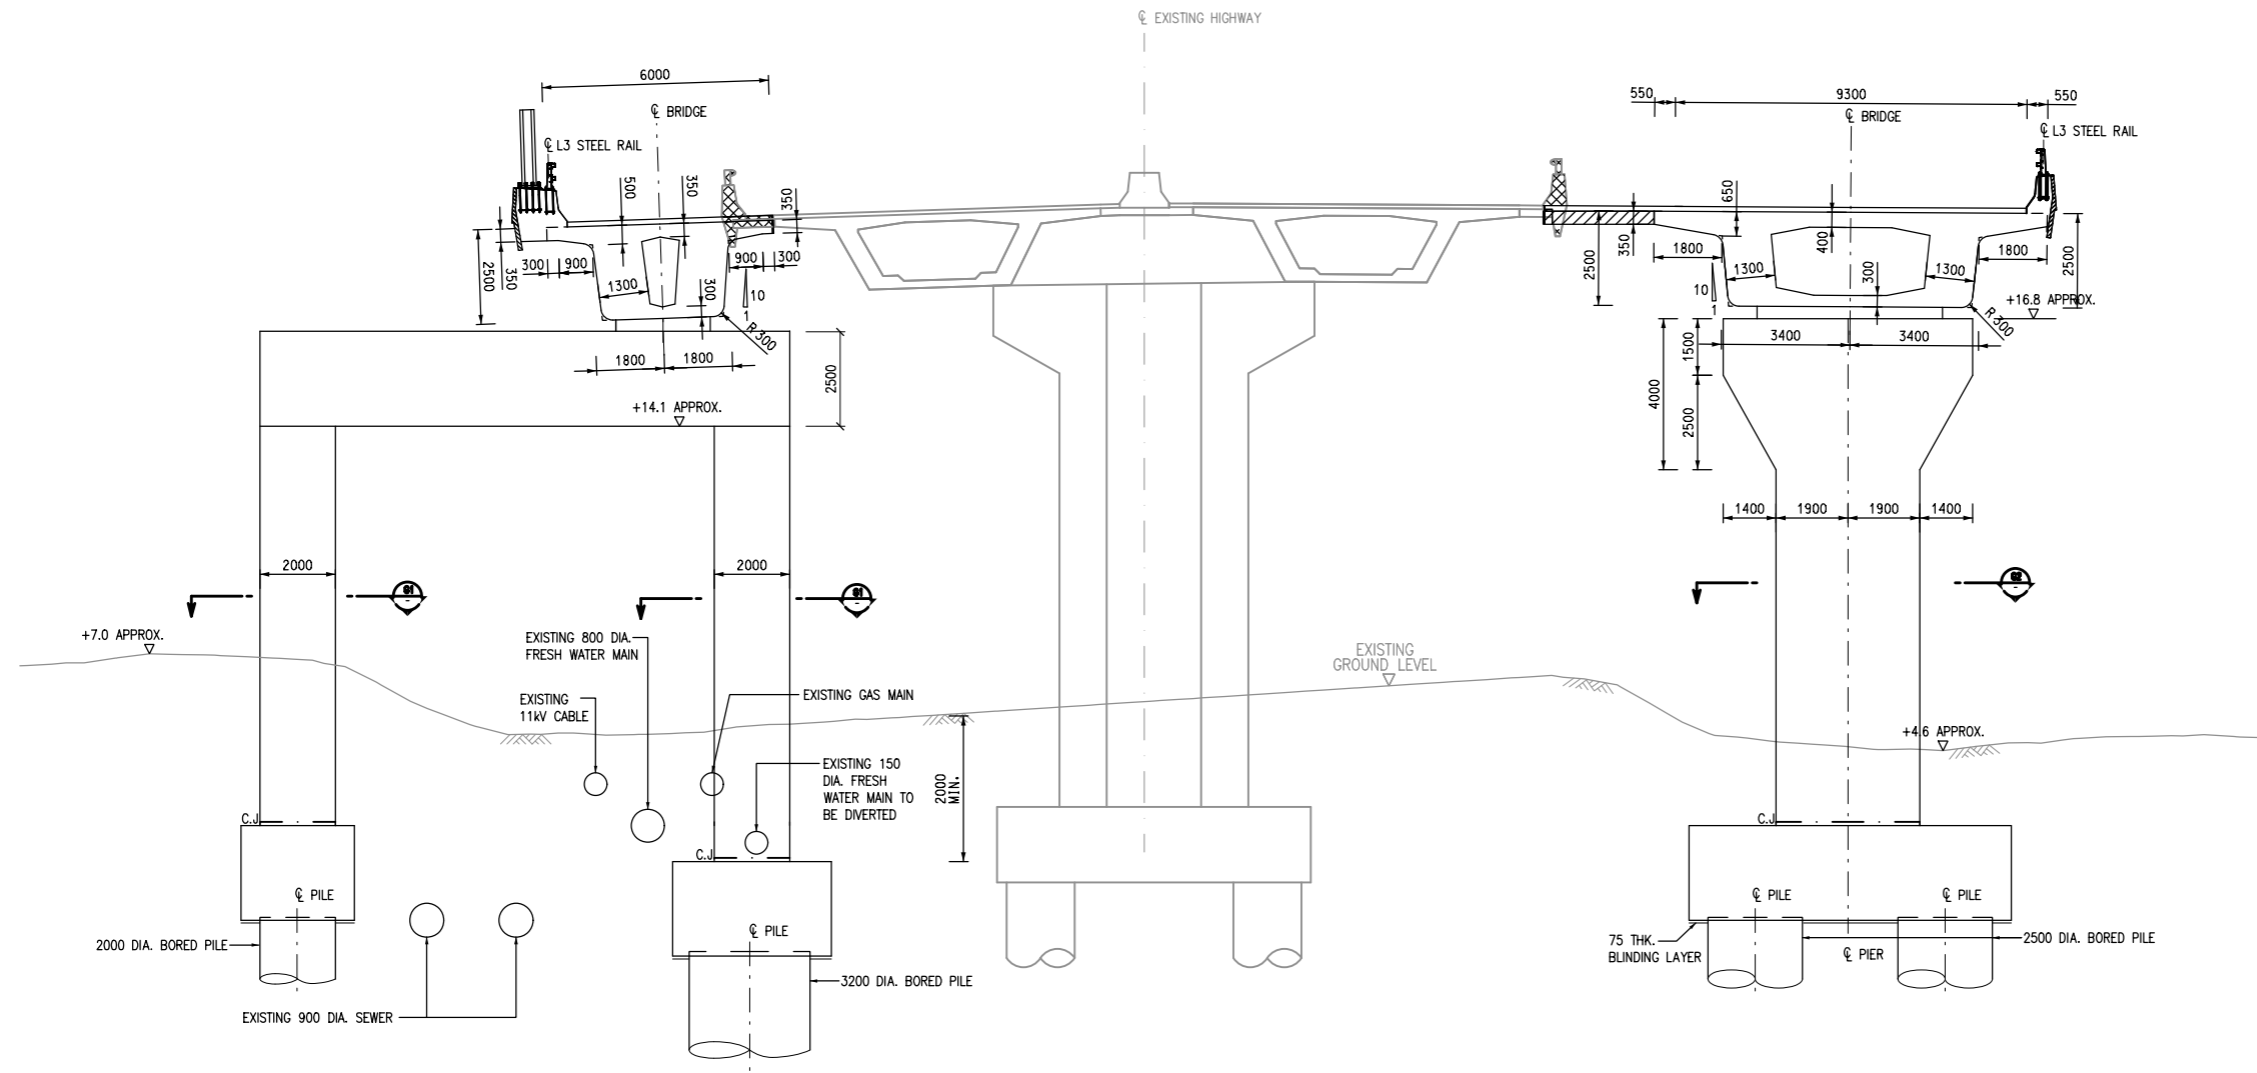 ℄ EXISTING HIGHWAY
6000
℄ BRIDGE
℄ L3 STEEL RAIL
500
350
350
2500
350
300
900
1300
300
900
300
10
1
R 300
1800
1800
2500
+14.1 APPROX.
550
9300
550
℄ BRIDGE
℄ L3 STEEL RAIL
650
400
2500
350
1800
1800
1300
1300
300
2500
10
1
R 300
+16.8 APPROX.
3400
3400
1500
4000
2500
1400
1900
1900
1400
2000
2000
S1
-
S1
-
S2
-
+7.0 APPROX.
EXISTING 800 DIA.
FRESH WATER MAIN
EXISTING
11kV CABLE
EXISTING GAS MAIN
EXISTING 150
DIA. FRESH
WATER MAIN TO
BE DIVERTED
EXISTING
GROUND LEVEL
2000
MIN.
+4.6 APPROX.
C.J
C.J
C.J
℄ PILE
℄ PILE
℄ PILE
℄ PILE
2000 DIA. BORED PILE
3200 DIA. BORED PILE
EXISTING 900 DIA. SEWER
75 THK.
BLINDING LAYER
℄ PIER
2500 DIA. BORED PILE